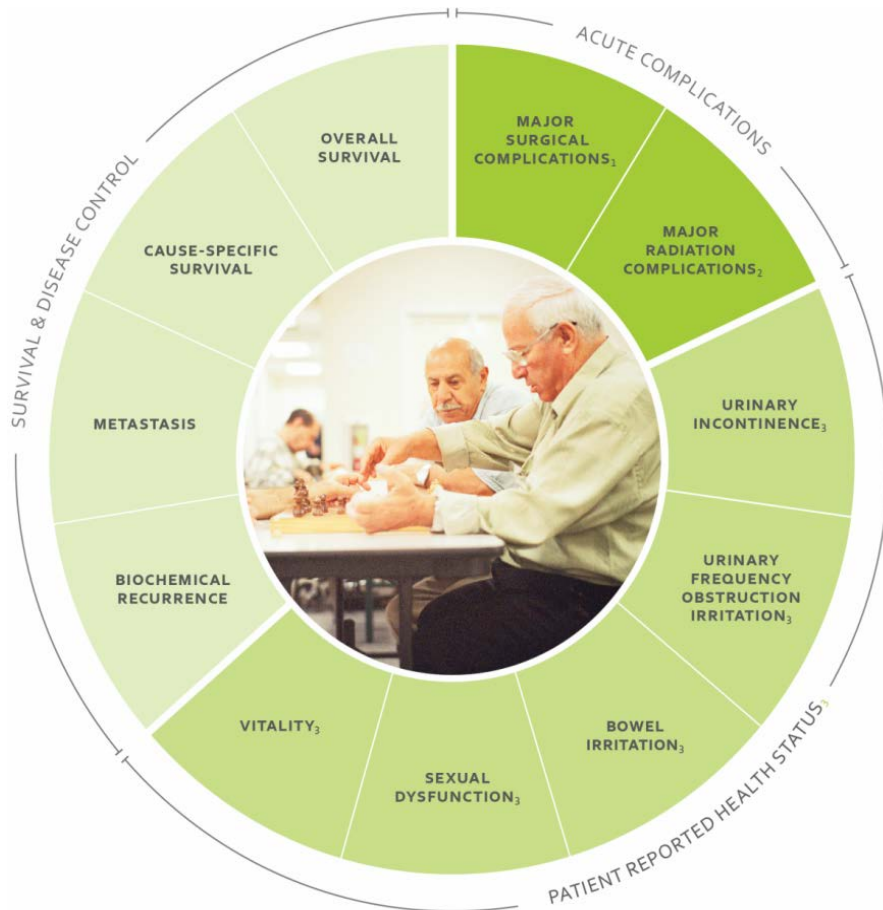 ACUTE COMPLICATIONS
MAJOR
SURGICAL
COMPLICATIONS₁
MAJOR
RADIATION
COMPLICATIONS₂
PATIENT REPORTED HEALTH STATUS₃
URINARY
INCONTINENCE₃
URINARY
FREQUENCY
OBSTRUCTION
IRRITATION₃
BOWEL
IRRITATION₃
SEXUAL
DYSFUNCTION₃
VITALITY₃
SURVIVAL & DISEASE CONTROL
BIOCHEMICAL
RECURRENCE
METASTASIS
CAUSE-SPECIFIC
SURVIVAL
OVERALL
SURVIVAL